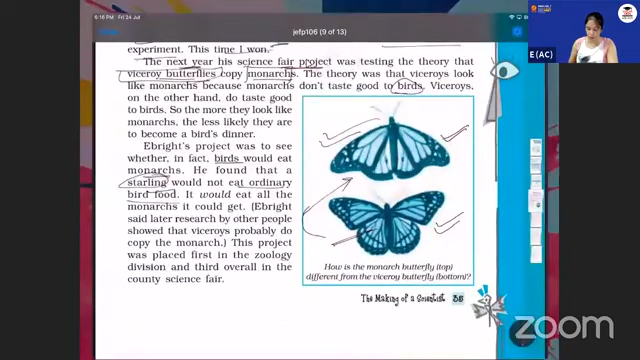 6:16 PM Fri 24 Jul
jefp106 (9 of 13)
experiment. This time I won.
The next year his science fair project was testing the theory that
viceroy butterflies copy monarchs. The theory was that viceroys look
like monarchs because monarchs don't taste good to birds. Viceroys,
on the other hand, do taste good
to birds. So the more they look like
monarchs, the less likely they are
to become a bird's dinner.
Ebright's project was to see
whether, in fact, birds would eat
monarchs. He found that a
starling would not eat ordinary
bird food. It would eat all the
monarchs it could get. (Ebright
said later research by other people
showed that viceroys probably do
copy the monarch.) This project
was placed first in the zoology
division and third overall in the
county science fair.
How is the monarch butterfly (top)
different from the viceroy butterfly (bottom)?
The Making of a Scientist 35
E (AC)
zoom